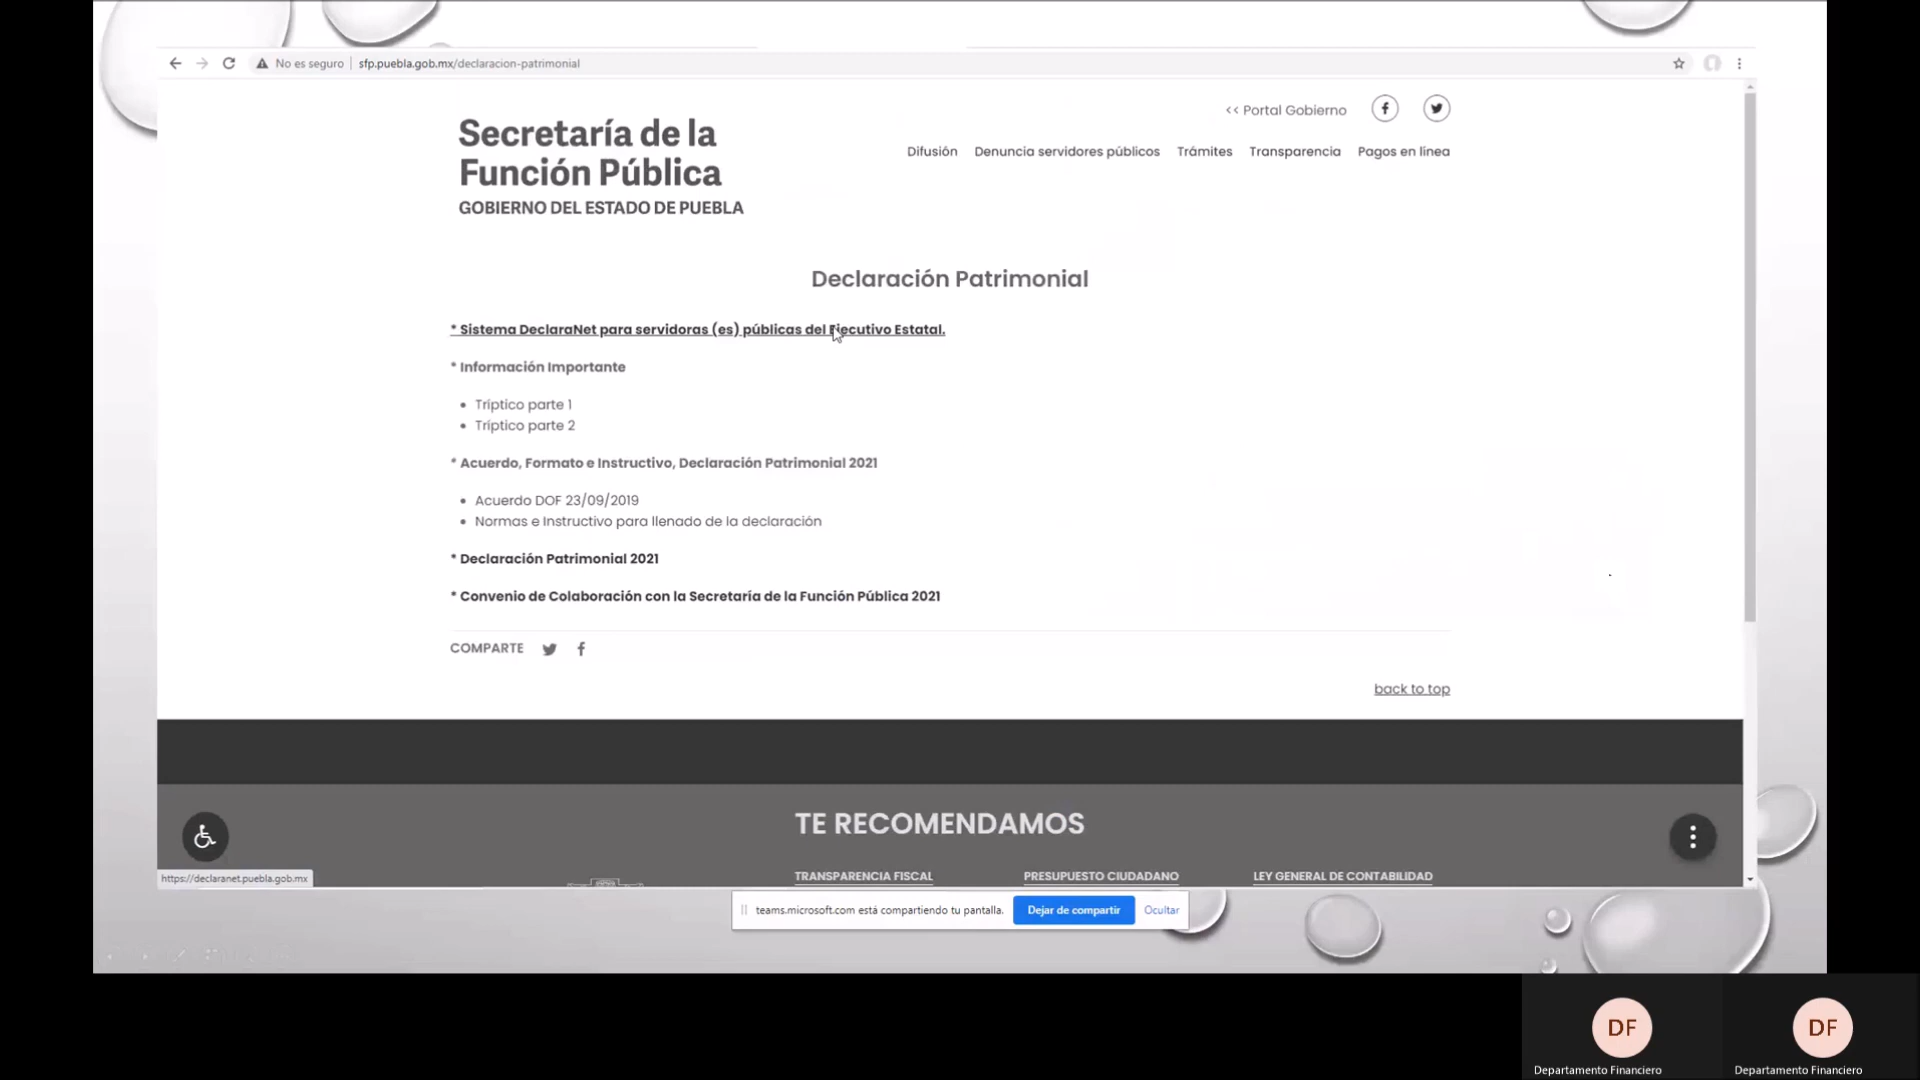 No es seguro | sfp.puebla.gob.mx/declaracion-patrimonial
<< Portal Gobierno
Secretaría de la
Función Pública
GOBIERNO DEL ESTADO DE PUEBLA
Difusión Denuncia servidores públicos Trámites Transparencia Pagos en línea
Declaración Patrimonial
* Sistema DeclaraNet para servidoras (es) públicas del Ejecutivo Estatal.
* Información Importante
• Tríptico parte 1
• Tríptico parte 2
* Acuerdo, Formato e Instructivo, Declaración Patrimonial 2021
• Acuerdo DOF 23/09/2019
• Normas e Instructivo para llenado de la declaración
* Declaración Patrimonial 2021
* Convenio de Colaboración con la Secretaría de la Función Pública 2021
COMPARTE
back to top
TE RECOMENDAMOS
TRANSPARENCIA FISCAL PRESUPUESTO CIUDADANO LEY GENERAL DE CONTABILIDAD
https://declaranet.puebla.gob.mx
teams.microsoft.com está compartiendo tu pantalla. Dejar de compartir Ocultar
DF DF
Departamento Financiero Departamento Financiero